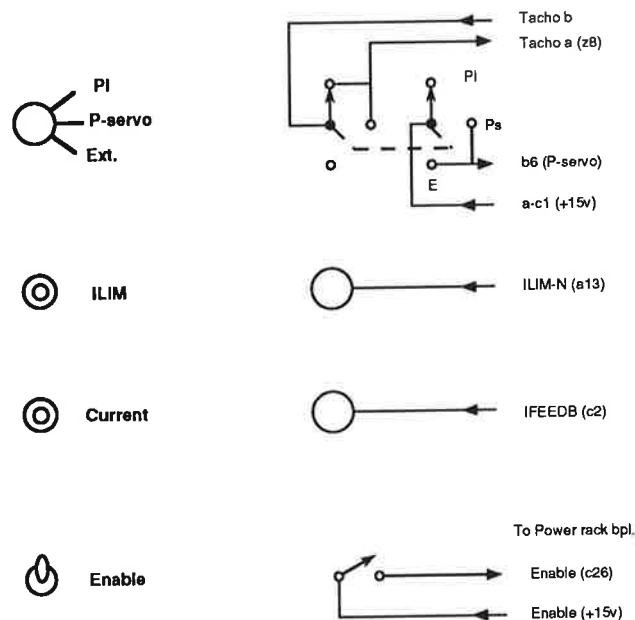 Tacho b
Tacho a (z8)
PI
PI
P-servo
Ps
Ext.
b6 (P-servo)
E
a-c1 (+15v)
ILIM
ILIM-N (a13)
Current
IFEEDB (c2)
To Power rack bpl.
Enable
Enable (c26)
Enable (+15v)